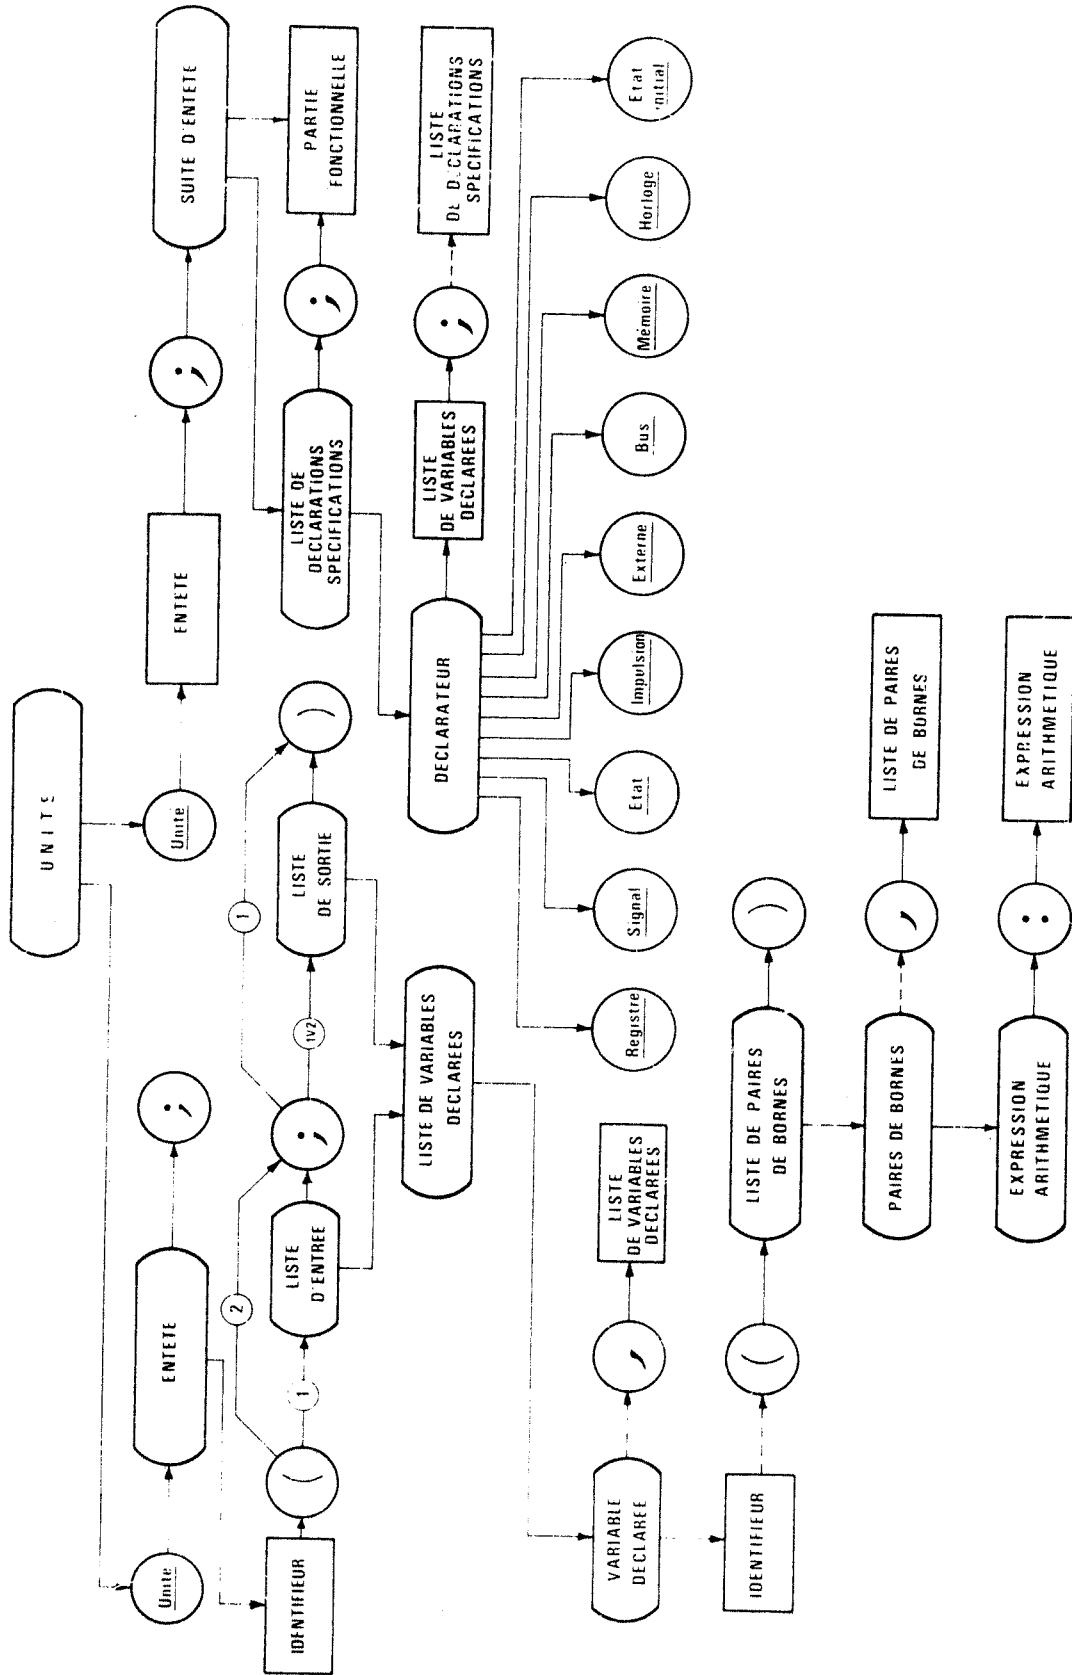 UNITS
Unite
ENTETE
;
Unite
ENTETE
;
SUITE D'ENTETE
IDENTIFIEUR
(
1
2
LISTE
D'ENTREE
;
1V2
1
LISTE
DE SORTIE
)
LISTE DE
DECLARATIONS
SPECIFICATIONS
;
PARTIE
FONCTIONNELLE
LISTE DE VARIABLES
DECLAREES
DECLARATEUR
LISTE
DE VARIABLES
DECLAREES
;
LISTE
DE DECLARATIONS
SPECIFICATIONS
Registre
Signal
Etat
Impulsion
Externe
Bus
Mémoire
Horloge
Etat
initial
VARIABLE
DECLAREE
,
LISTE
DE VARIABLES
DECLAREES
IDENTIFIEUR
(
LISTE DE PAIRES
DE BORNES
)
PAIRES DE BORNES
,
LISTE DE PAIRES
DE BORNES
EXPRESSION
ARITHMETIQUE
:
EXPRESSION
ARITHMETIQUE